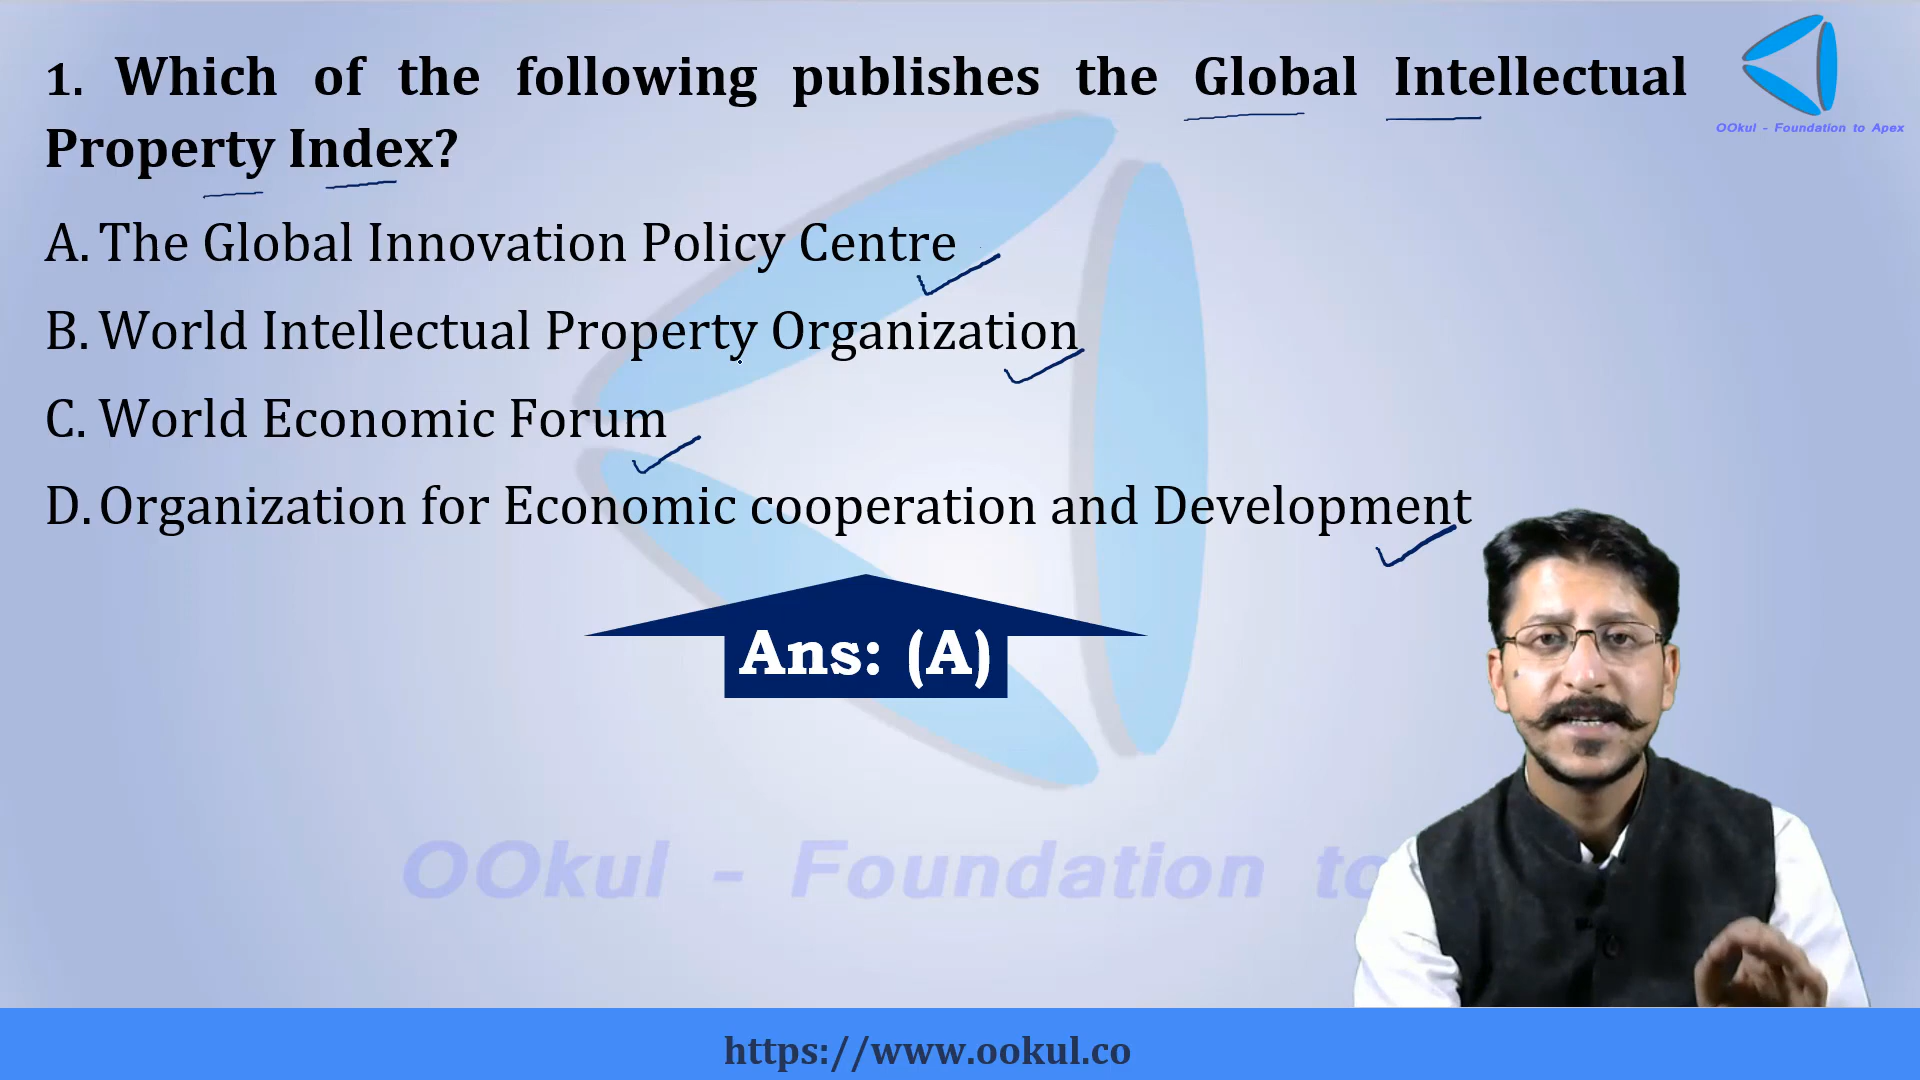 1. Which of the following publishes the Global Intellectual
Property Index?
OOkul - Foundation to Apex
A. The Global Innovation Policy Centre
B. World Intellectual Property Organization
C. World Economic Forum
D. Organization for Economic cooperation and Development
Ans: (A)
OOkul - Foundation to
https://www.ookul.co